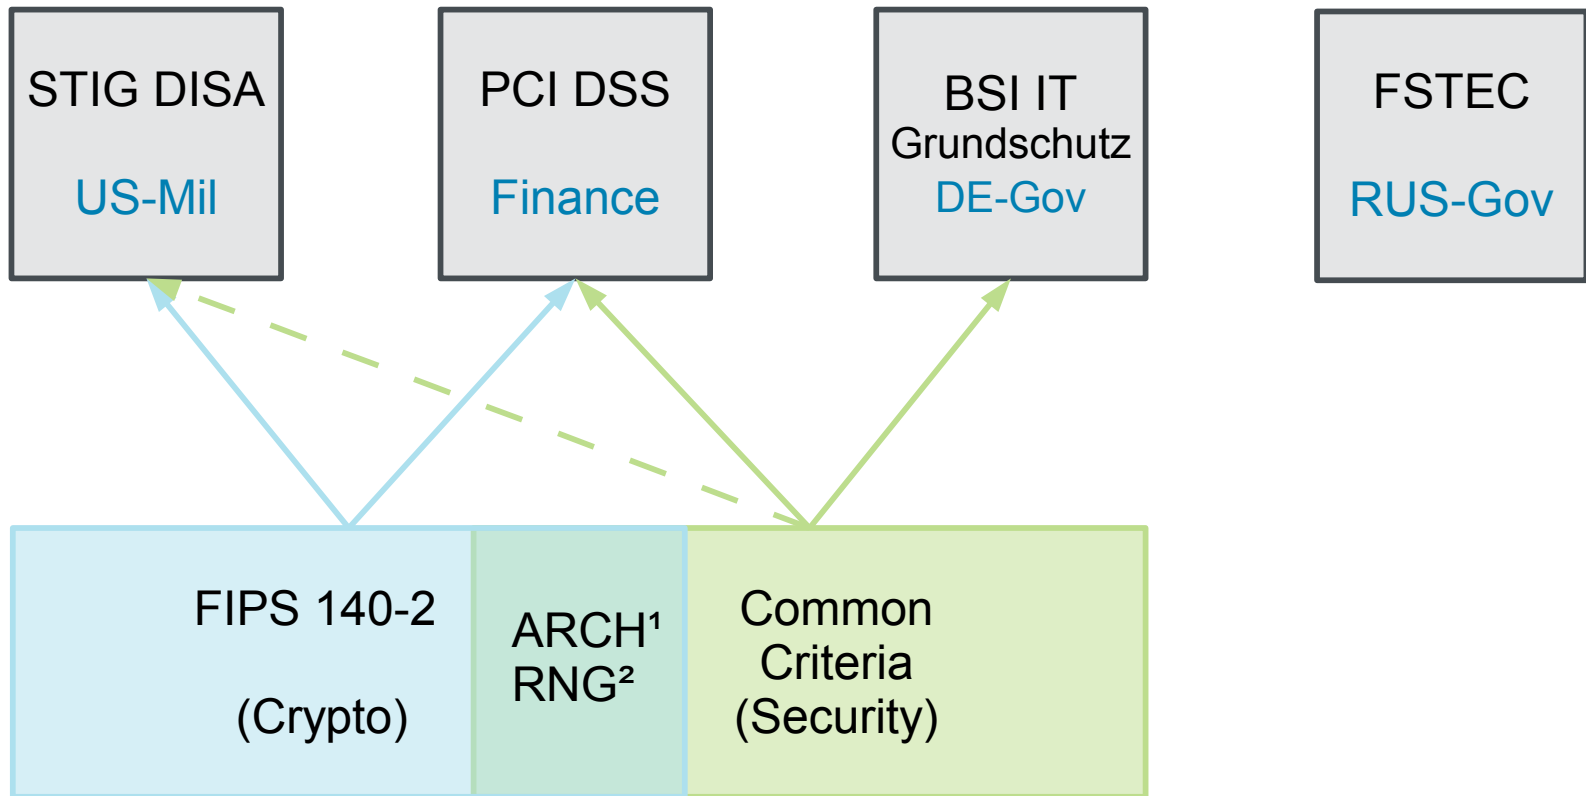 STIG DISA
US-Mil
PCI DSS
Finance
BSI IT
Grundschutz
DE-Gov
FSTEC
RUS-Gov
FIPS 140-2
(Crypto)
ARCH¹
RNG²
Common
Criteria
(Security)